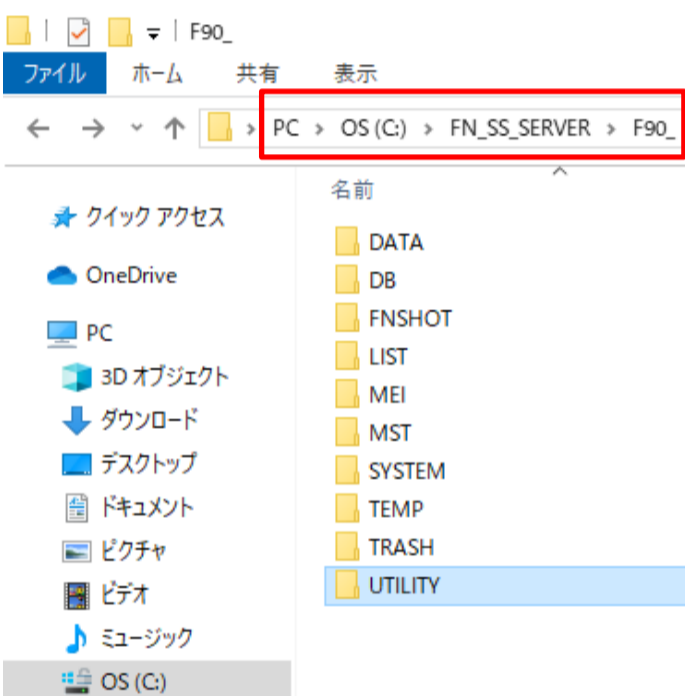 F90_
ファイル ホーム 共有 表示
PC › OS (C:) › FN_SS_SERVER › F90_
名前
クイック アクセス
OneDrive
PC
3D オブジェクト
ダウンロード
デスクトップ
ドキュメント
ピクチャ
ビデオ
ミュージック
OS (C:)
DATA
DB
FNSHOT
LIST
MEI
MST
SYSTEM
TEMP
TRASH
UTILITY